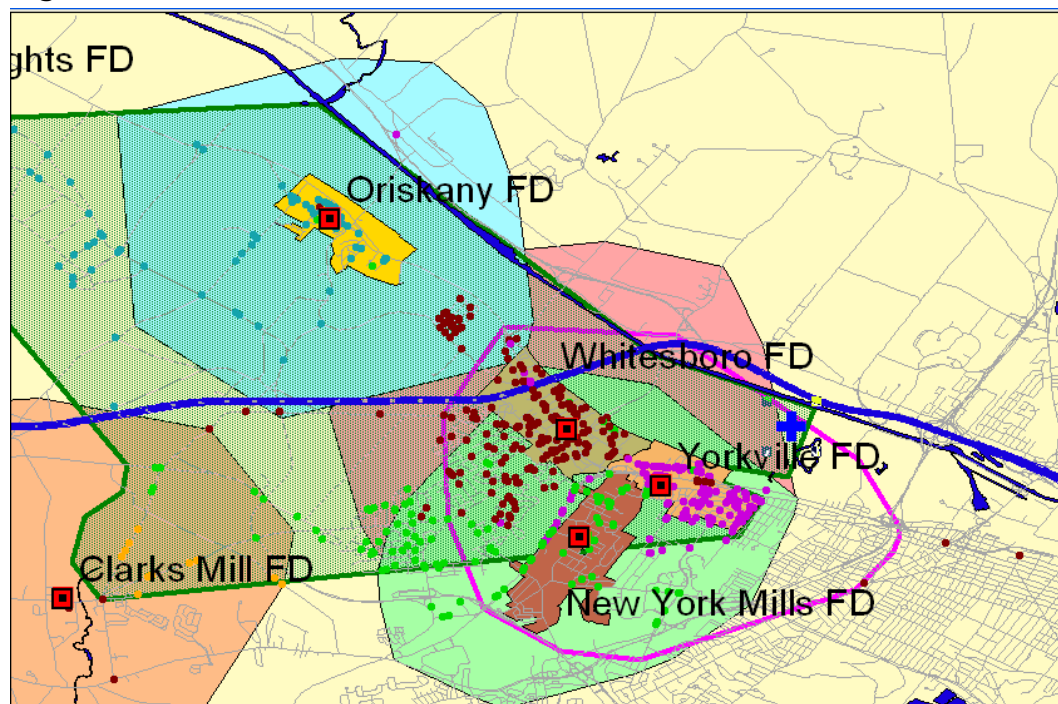 ghts FD
Oriskany FD
Whitesboro FD
Yorkville FD
Clarks Mill FD
New York Mills FD